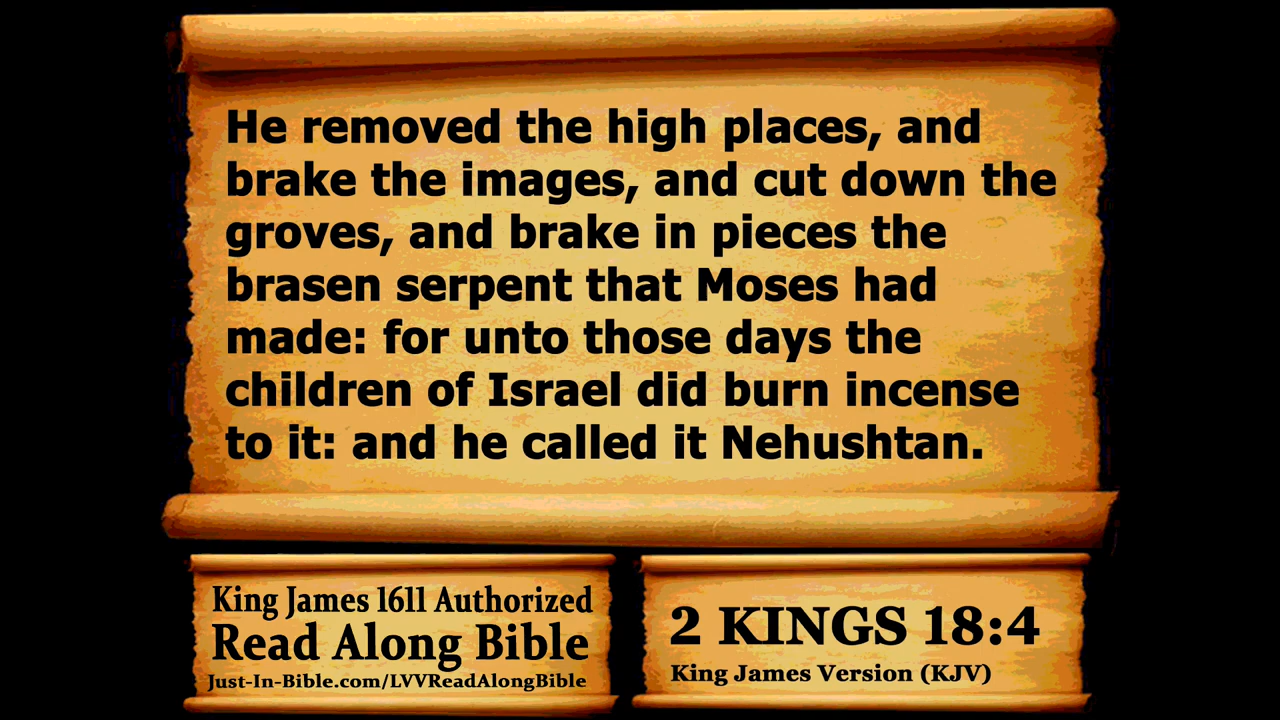 He removed the high places, and
brake the images, and cut down the
groves, and brake in pieces the
brasen serpent that Moses had
made: for unto those days the
children of Israel did burn incense
to it: and he called it Nehushtan.
King James 1611 Authorized
Read Along Bible
Just-In-Bible.com/LVVReadAlongBible
2 KINGS 18:4
King James Version (KJV)